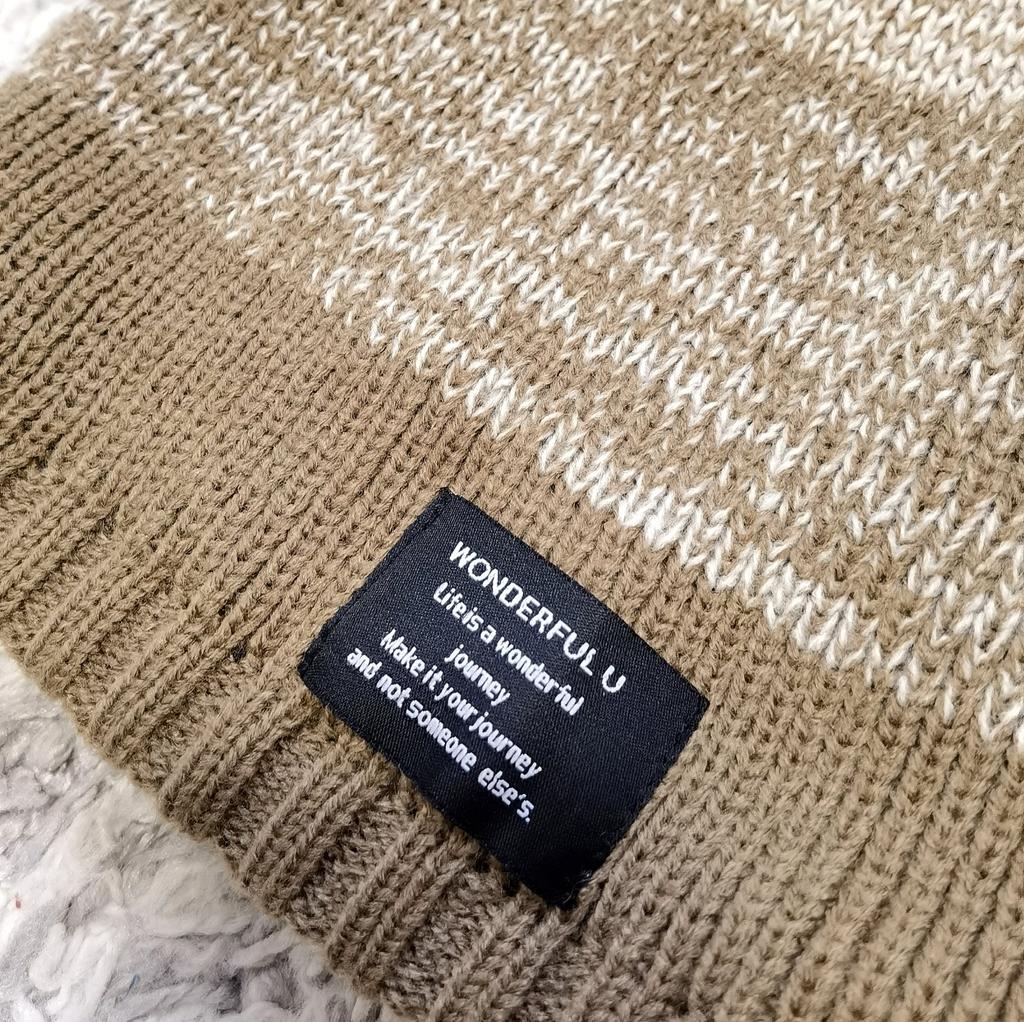 WONDERFUL U
Life is a wonderful
journey
Make it your journey
and not someone else's.